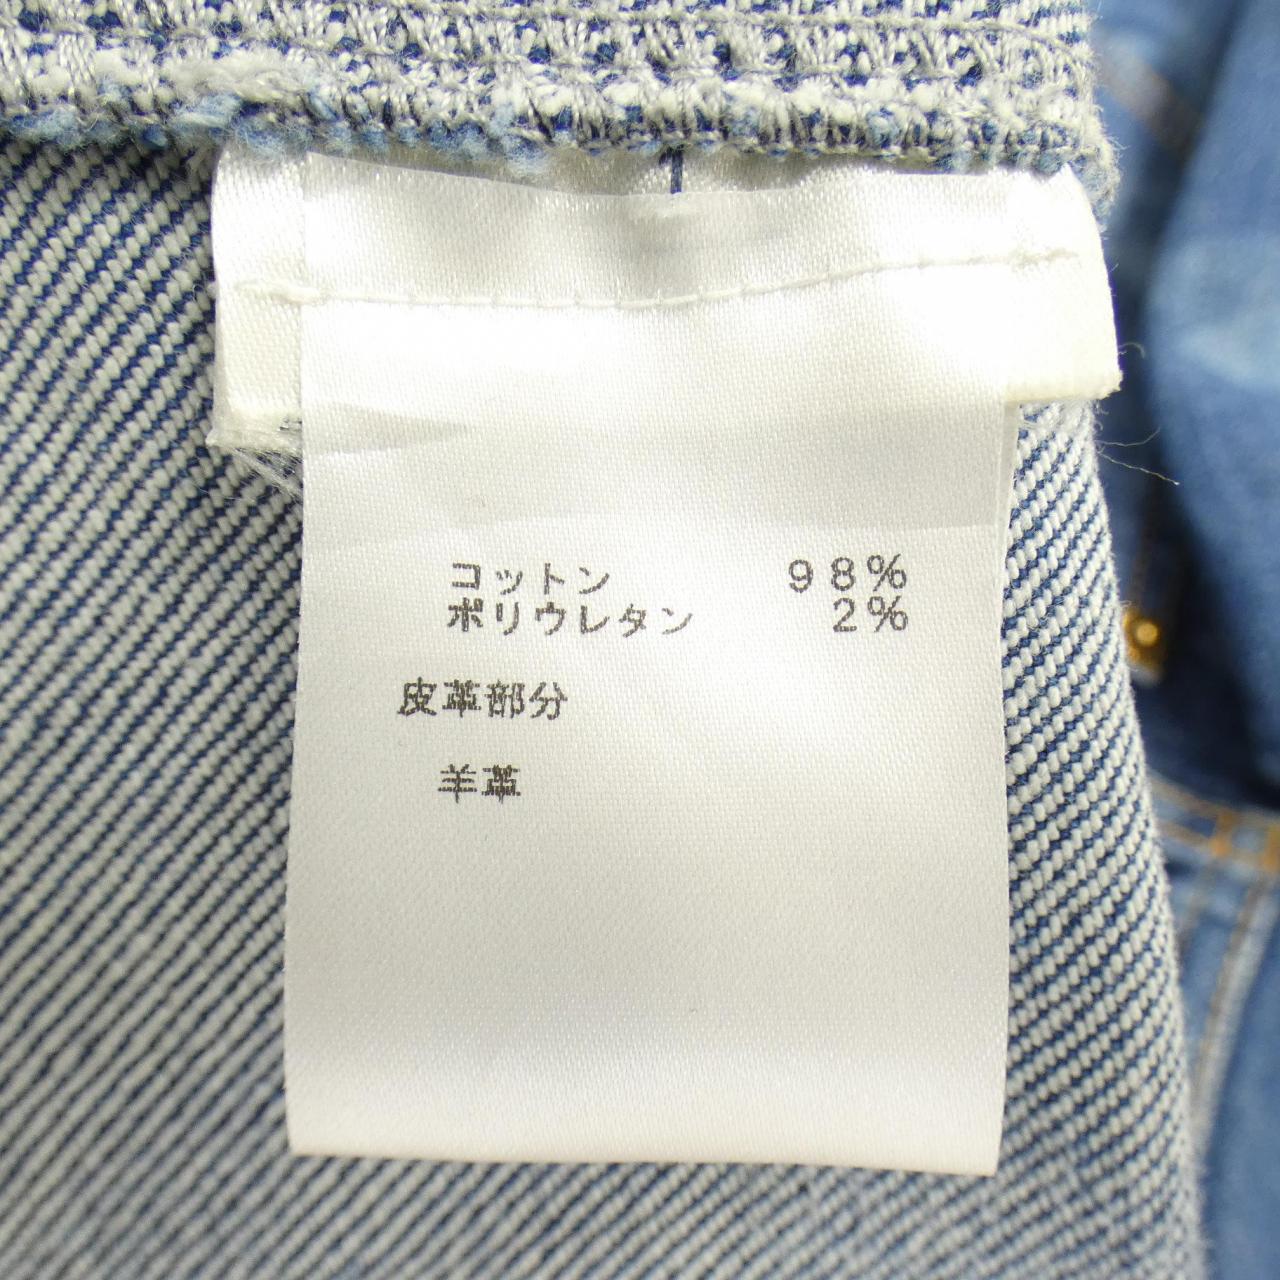 コットン 98%
ポリウレタン 2%
皮革部分
羊革